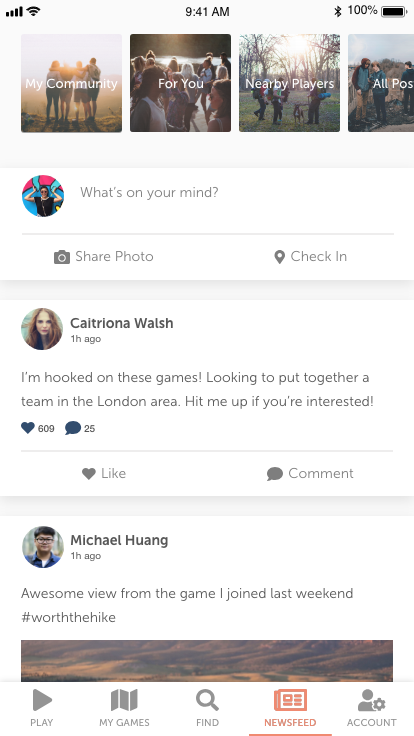 9:41 AM
100%
My Community
For You
Nearby Players
All Pos
What's on your mind?
Share Photo
Check In
Caitriona Walsh
1h ago
I'm hooked on these games! Looking to put together a
team in the London area. Hit me up if you're interested!
609
25
Like
Comment
Michael Huang
1h ago
Awesome view from the game I joined last weekend
#worththehike
PLAY
MY GAMES
FIND
NEWSFEED
ACCOUNT